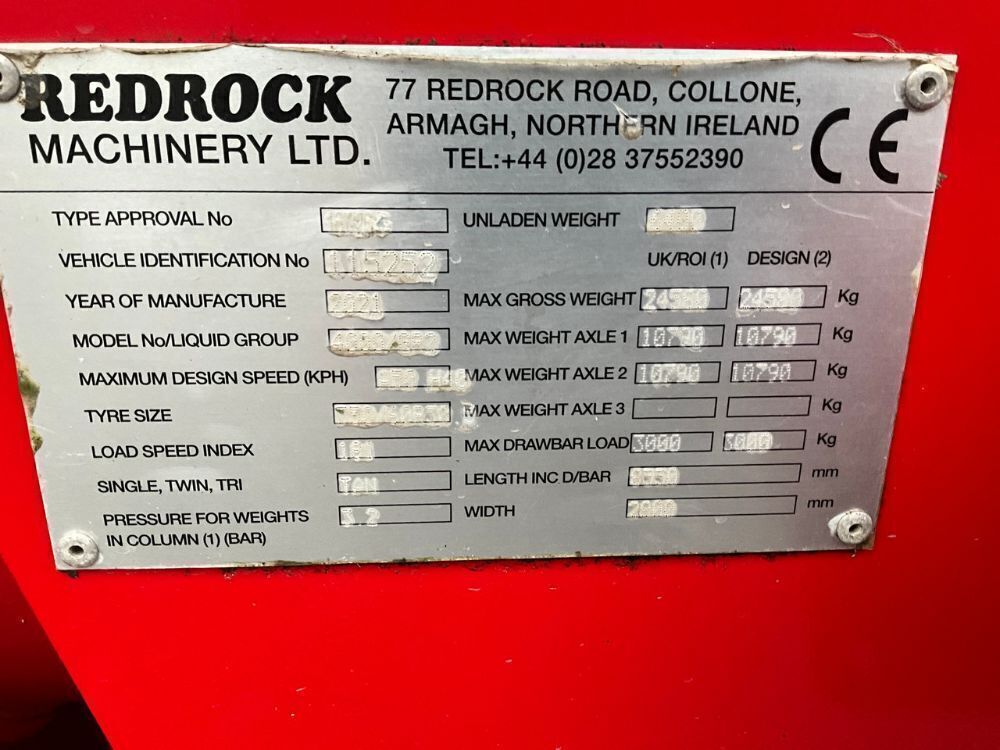 REDROCK
MACHINERY LTD.
77 REDROCK ROAD, COLLONE,
ARMAGH, NORTHERN IRELAND
TEL:+44 (0)28 37552390
CE
TYPE APPROVAL No
VEHICLE IDENTIFICATION No 115252
YEAR OF MANUFACTURE 2021
MODEL No/LIQUID GROUP
MAXIMUM DESIGN SPEED (KPH)
TYRE SIZE
LOAD SPEED INDEX
SINGLE, TWIN, TRI
PRESSURE FOR WEIGHTS
IN COLUMN (1) (BAR)
UNLADEN WEIGHT
UK/ROI (1) DESIGN (2)
MAX GROSS WEIGHT 24580 24580 Kg
MAX WEIGHT AXLE 1 10790 10790 Kg
MAX WEIGHT AXLE 2 10790 10790 Kg
MAX WEIGHT AXLE 3 Kg
MAX DRAWBAR LOAD 3000 3000 Kg
LENGTH INC D/BAR mm
WIDTH mm